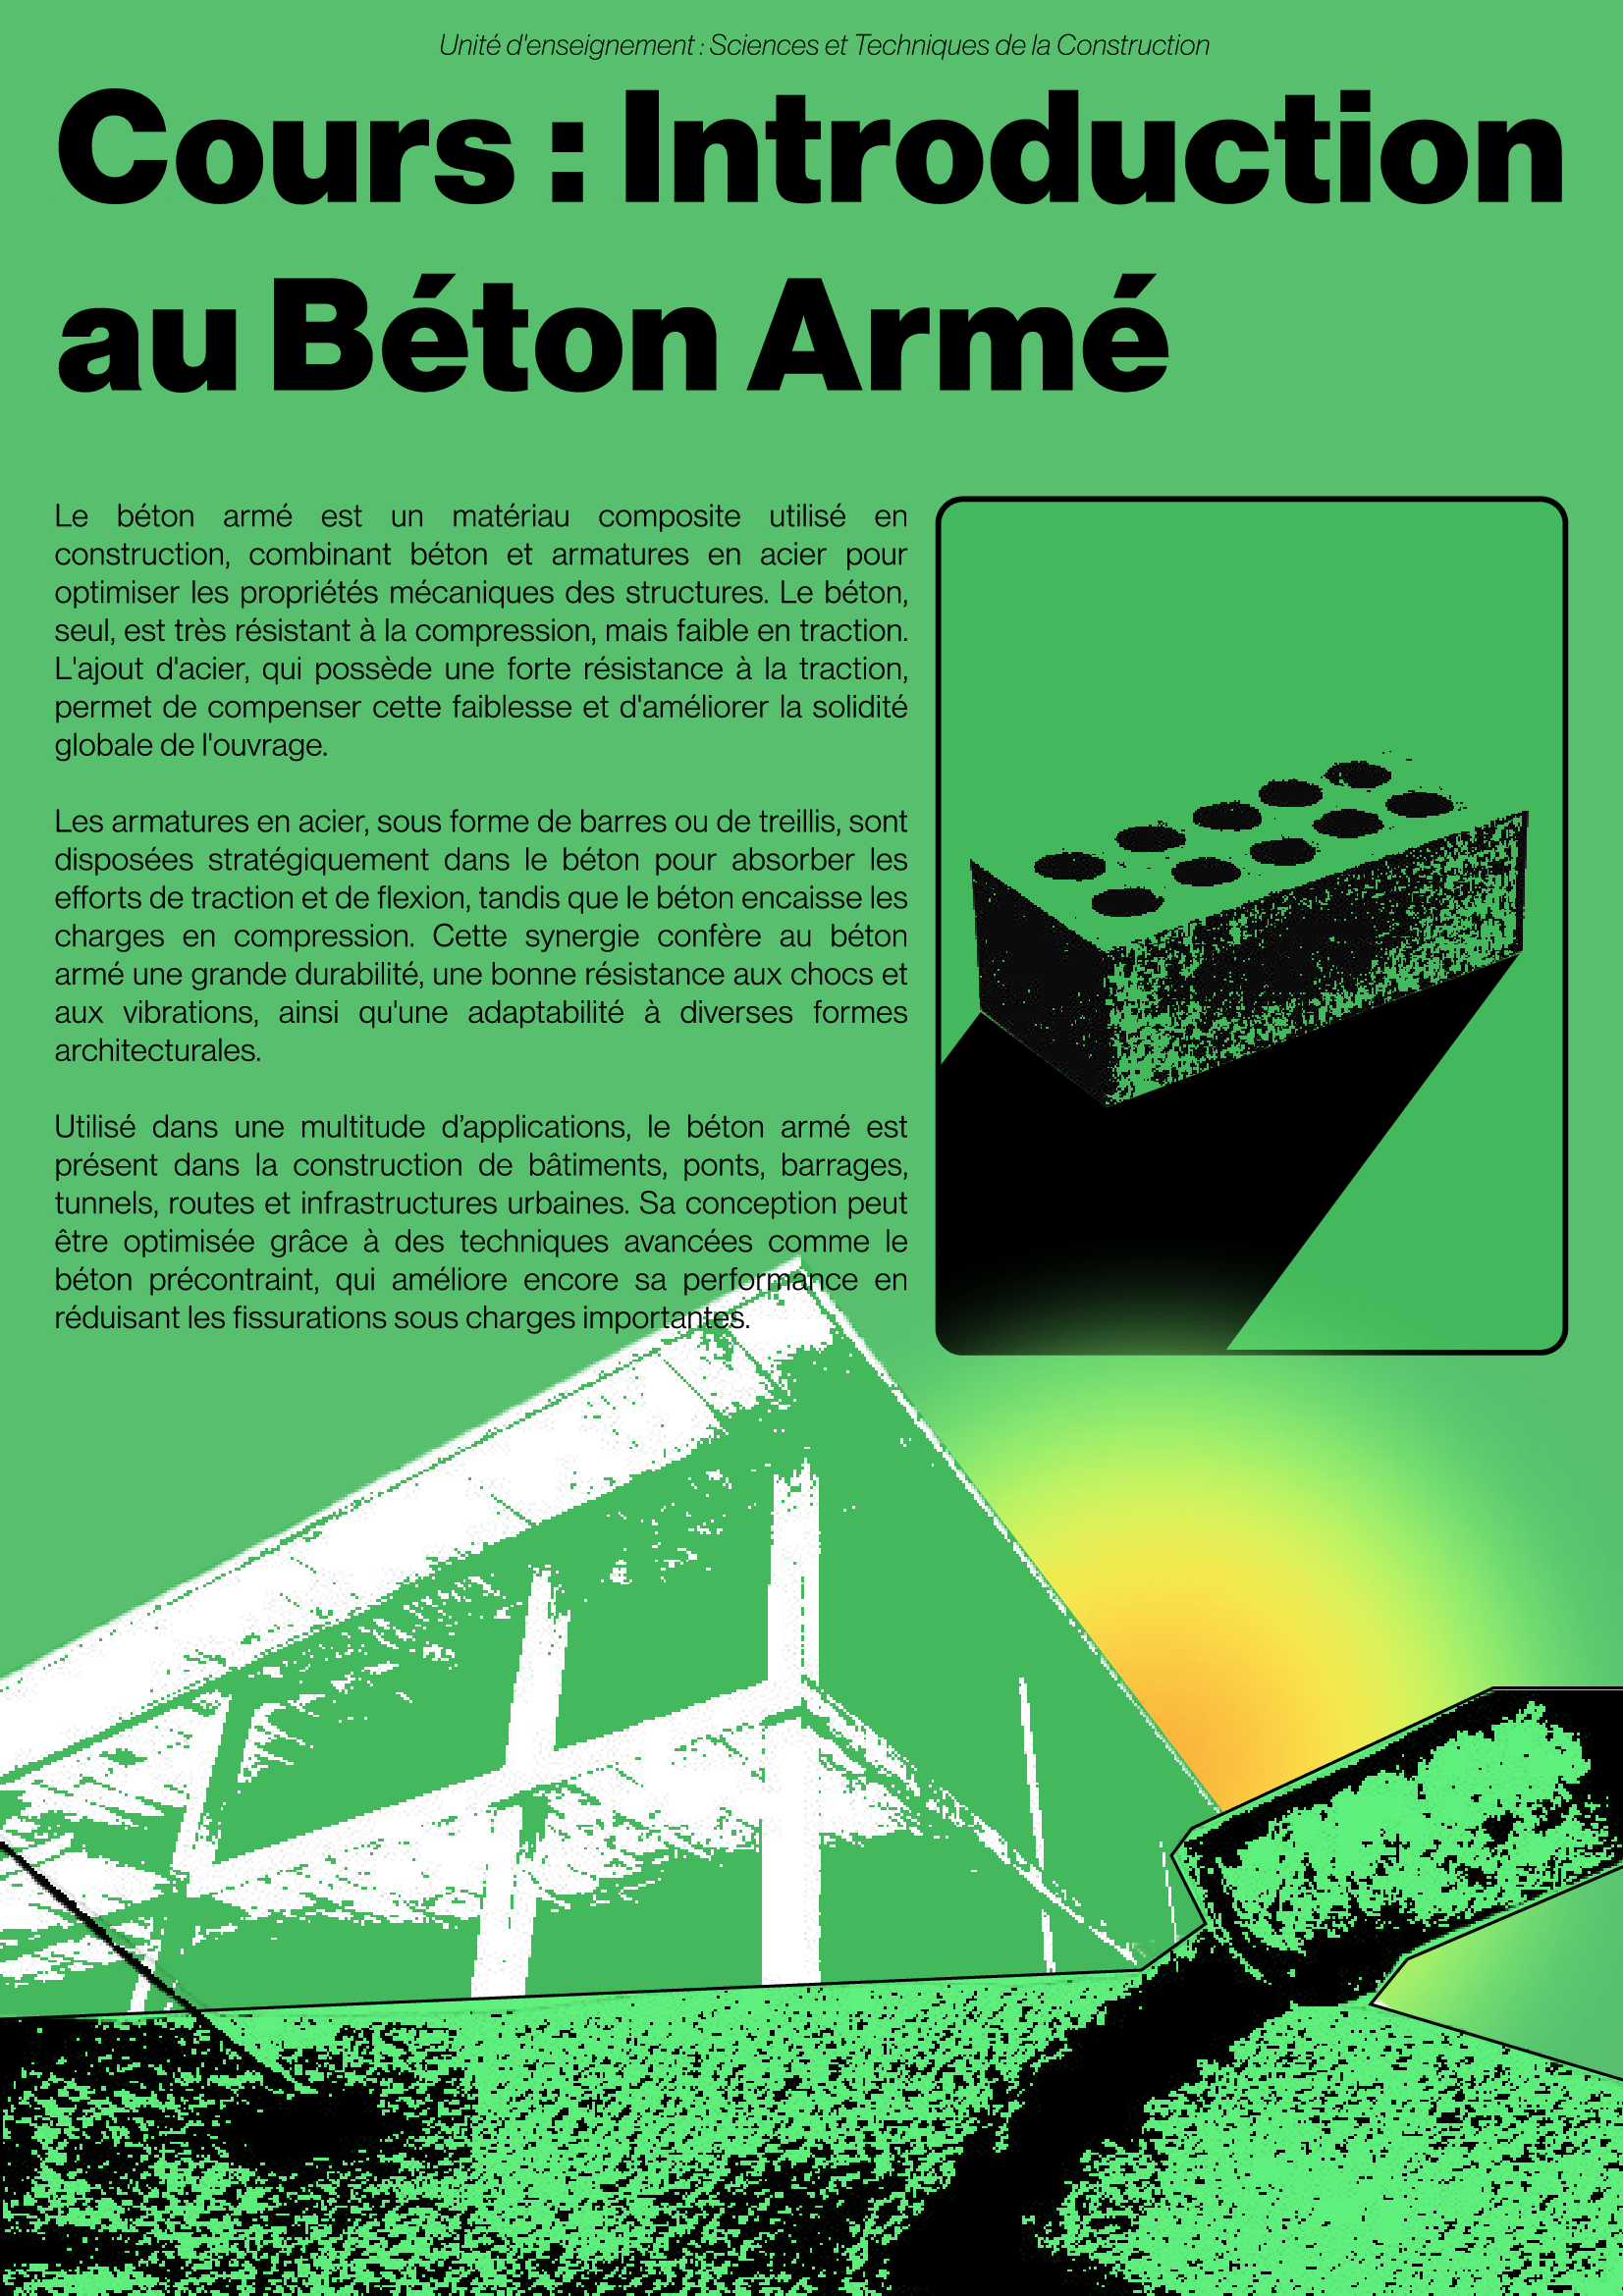 Unité d'enseignement : Sciences et Techniques de la Construction
Cours : Introduction
au Béton Armé
Le béton armé est un matériau composite utilisé en
construction, combinant béton et armatures en acier pour
optimiser les propriétés mécaniques des structures. Le béton,
seul, est très résistant à la compression, mais faible en traction.
L'ajout d'acier, qui possède une forte résistance à la traction,
permet de compenser cette faiblesse et d'améliorer la solidité
globale de l'ouvrage.
Les armatures en acier, sous forme de barres ou de treillis, sont
disposées stratégiquement dans le béton pour absorber les
efforts de traction et de flexion, tandis que le béton encaisse les
charges en compression. Cette synergie confère au béton
armé une grande durabilité, une bonne résistance aux chocs et
aux vibrations, ainsi qu'une adaptabilité à diverses formes
architecturales.
Utilisé dans une multitude d’applications, le béton armé est
présent dans la construction de bâtiments, ponts, barrages,
tunnels, routes et infrastructures urbaines. Sa conception peut
être optimisée grâce à des techniques avancées comme le
béton précontraint, qui améliore encore sa performance en
réduisant les fissurations sous charges importantes.